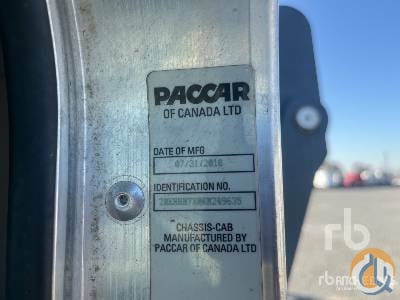 PACCAR
OF CANADA LTD
DATE OF MFG
07/31/2018
IDENTIFICATION NO.
CHASSIS-CAB
MANUFACTURED BY
PACCAR OF CANADA LTD
rb